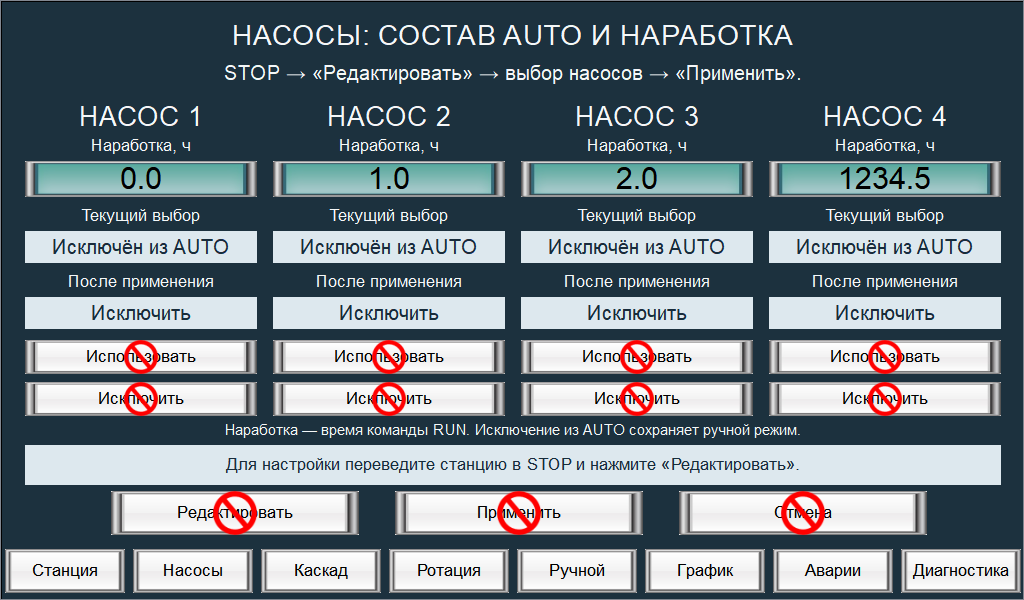 НАСОСЫ: СОСТАВ AUTO И НАРАБОТКА
STOP → «Редактировать» → выбор насосов → «Применить».
НАСОС 1 НАСОС 2 НАСОС 3 НАСОС 4
Наработка, ч Наработка, ч Наработка, ч Наработка, ч
0.0 1.0 2.0 1234.5
Текущий выбор Текущий выбор Текущий выбор Текущий выбор
Исключён из AUTO Исключён из AUTO Исключён из AUTO Исключён из AUTO
После применения После применения После применения После применения
Исключить Исключить Исключить Исключить
Использовать Использовать Использовать Использовать
Исключить Исключить Исключить Исключить
Наработка — время команды RUN. Исключение из AUTO сохраняет ручной режим.
Для настройки переведите станцию в STOP и нажмите «Редактировать».
Редактировать Применить Отмена
Станция Насосы Каскад Ротация Ручной График Аварии Диагностика